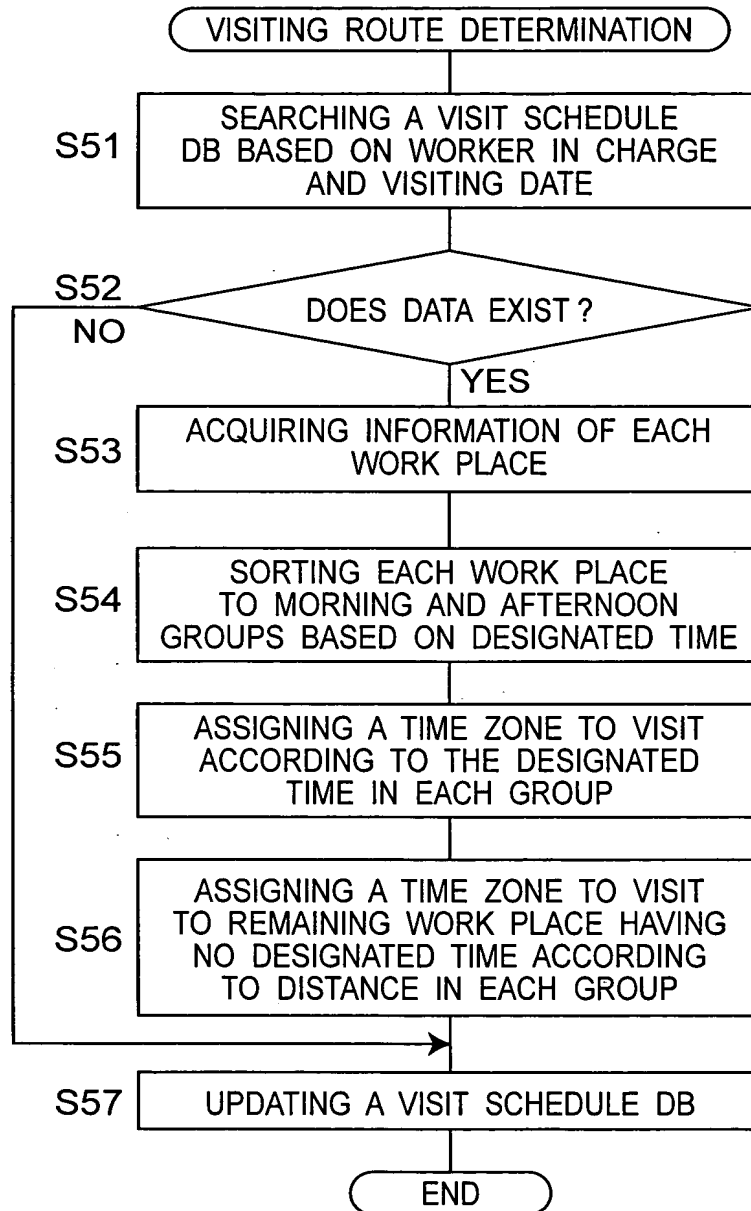 VISITING ROUTE DETERMINATION
S51
SEARCHING A VISIT SCHEDULE
DB BASED ON WORKER IN CHARGE
AND VISITING DATE
S52
NO
DOES DATA EXIST?
YES
S53
ACQUIRING INFORMATION OF EACH
WORK PLACE
S54
SORTING EACH WORK PLACE
TO MORNING AND AFTERNOON
GROUPS BASED ON DESIGNATED TIME
S55
ASSIGNING A TIME ZONE TO VISIT
ACCORDING TO THE DESIGNATED
TIME IN EACH GROUP
S56
ASSIGNING A TIME ZONE TO VISIT
TO REMAINING WORK PLACE HAVING
NO DESIGNATED TIME ACCORDING
TO DISTANCE IN EACH GROUP
S57
UPDATING A VISIT SCHEDULE DB
END